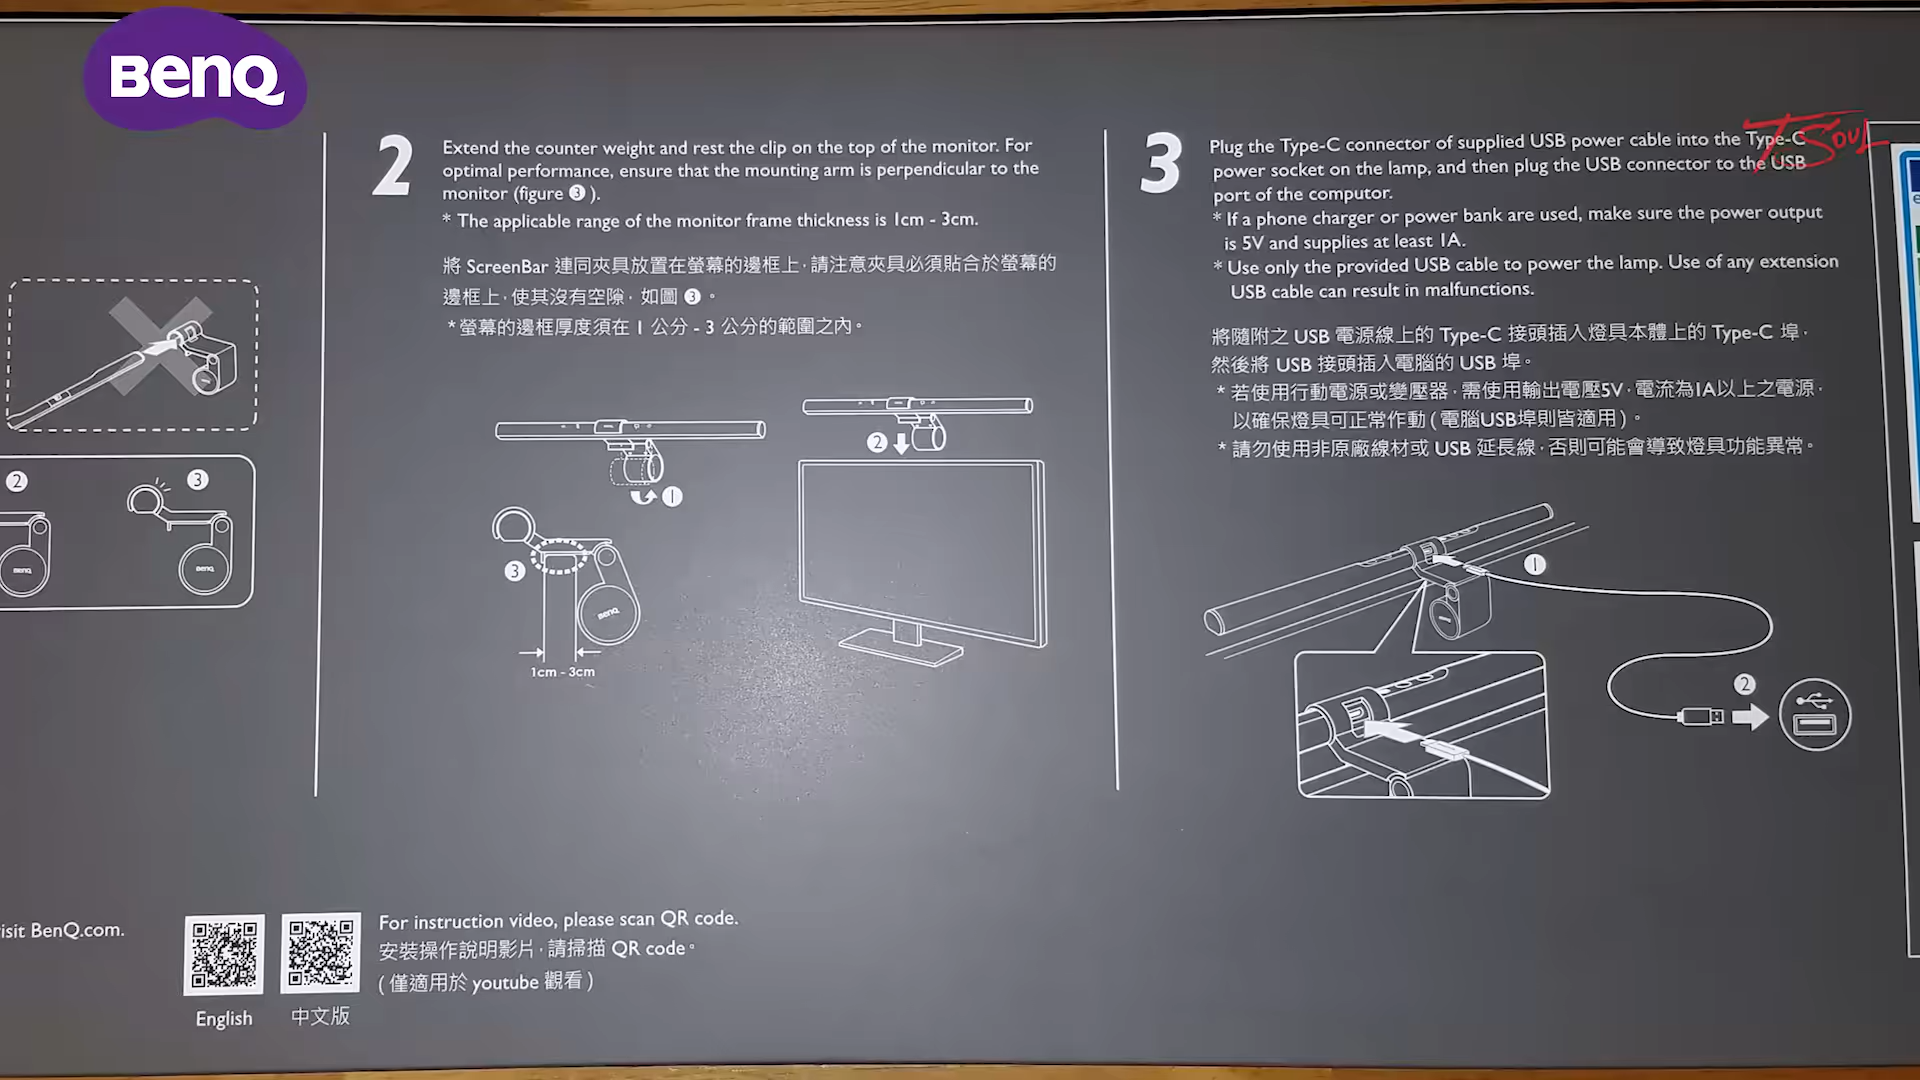 BenQ
TSSOUL
2
Extend the counter weight and rest the clip on the top of the monitor. For
optimal performance, ensure that the mounting arm is perpendicular to the
monitor (figure ❸ ).
* The applicable range of the monitor frame thickness is 1cm - 3cm.
將 ScreenBar 連同夾具放置在螢幕的邊框上，請注意夾具必須貼合於螢幕的
邊框上，使其沒有空隙，如圖 ❸ 。
*螢幕的邊框厚度須在 1 公分 - 3 公分的範圍之內。
❶
❷
❸
BenQ
1cm - 3cm
3
Plug the Type-C connector of supplied USB power cable into the Type-C
power socket on the lamp, and then plug the USB connector to the USB
port of the computor.
* If a phone charger or power bank are used, make sure the power output
is 5V and supplies at least 1A.
* Use only the provided USB cable to power the lamp. Use of any extension
USB cable can result in malfunctions.
將隨附之 USB 電源線上的 Type-C 接頭插入燈具本體上的 Type-C 埠，
然後將 USB 接頭插入電腦的 USB 埠。
* 若使用行動電源或變壓器，需使用輸出電壓5V，電流為1A以上之電源，
以確保燈具可正常作動 ( 電腦USB埠則皆適用 ) 。
* 請勿使用非原廠線材或 USB 延長線，否則可能會導致燈具功能異常。
❶
❷
❷
❸
BenQ
BenQ
isit BenQ.com.
For instruction video, please scan QR code.
安裝操作說明影片，請掃描 QR code。
( 僅適用於 youtube 觀看 )
English
中文版